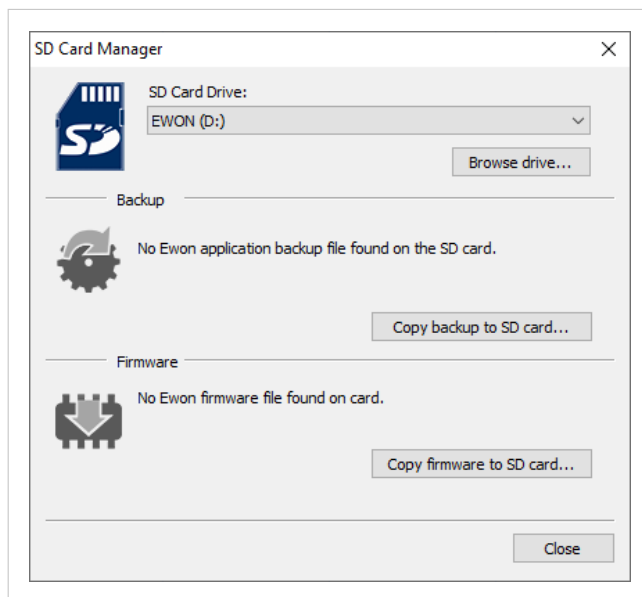 SD Card Manager
SD Card Drive:
EWON (D:)
Browse drive...
Backup
No Ewon application backup file found on the SD card.
Copy backup to SD card...
Firmware
No Ewon firmware file found on card.
Copy firmware to SD card...
Close